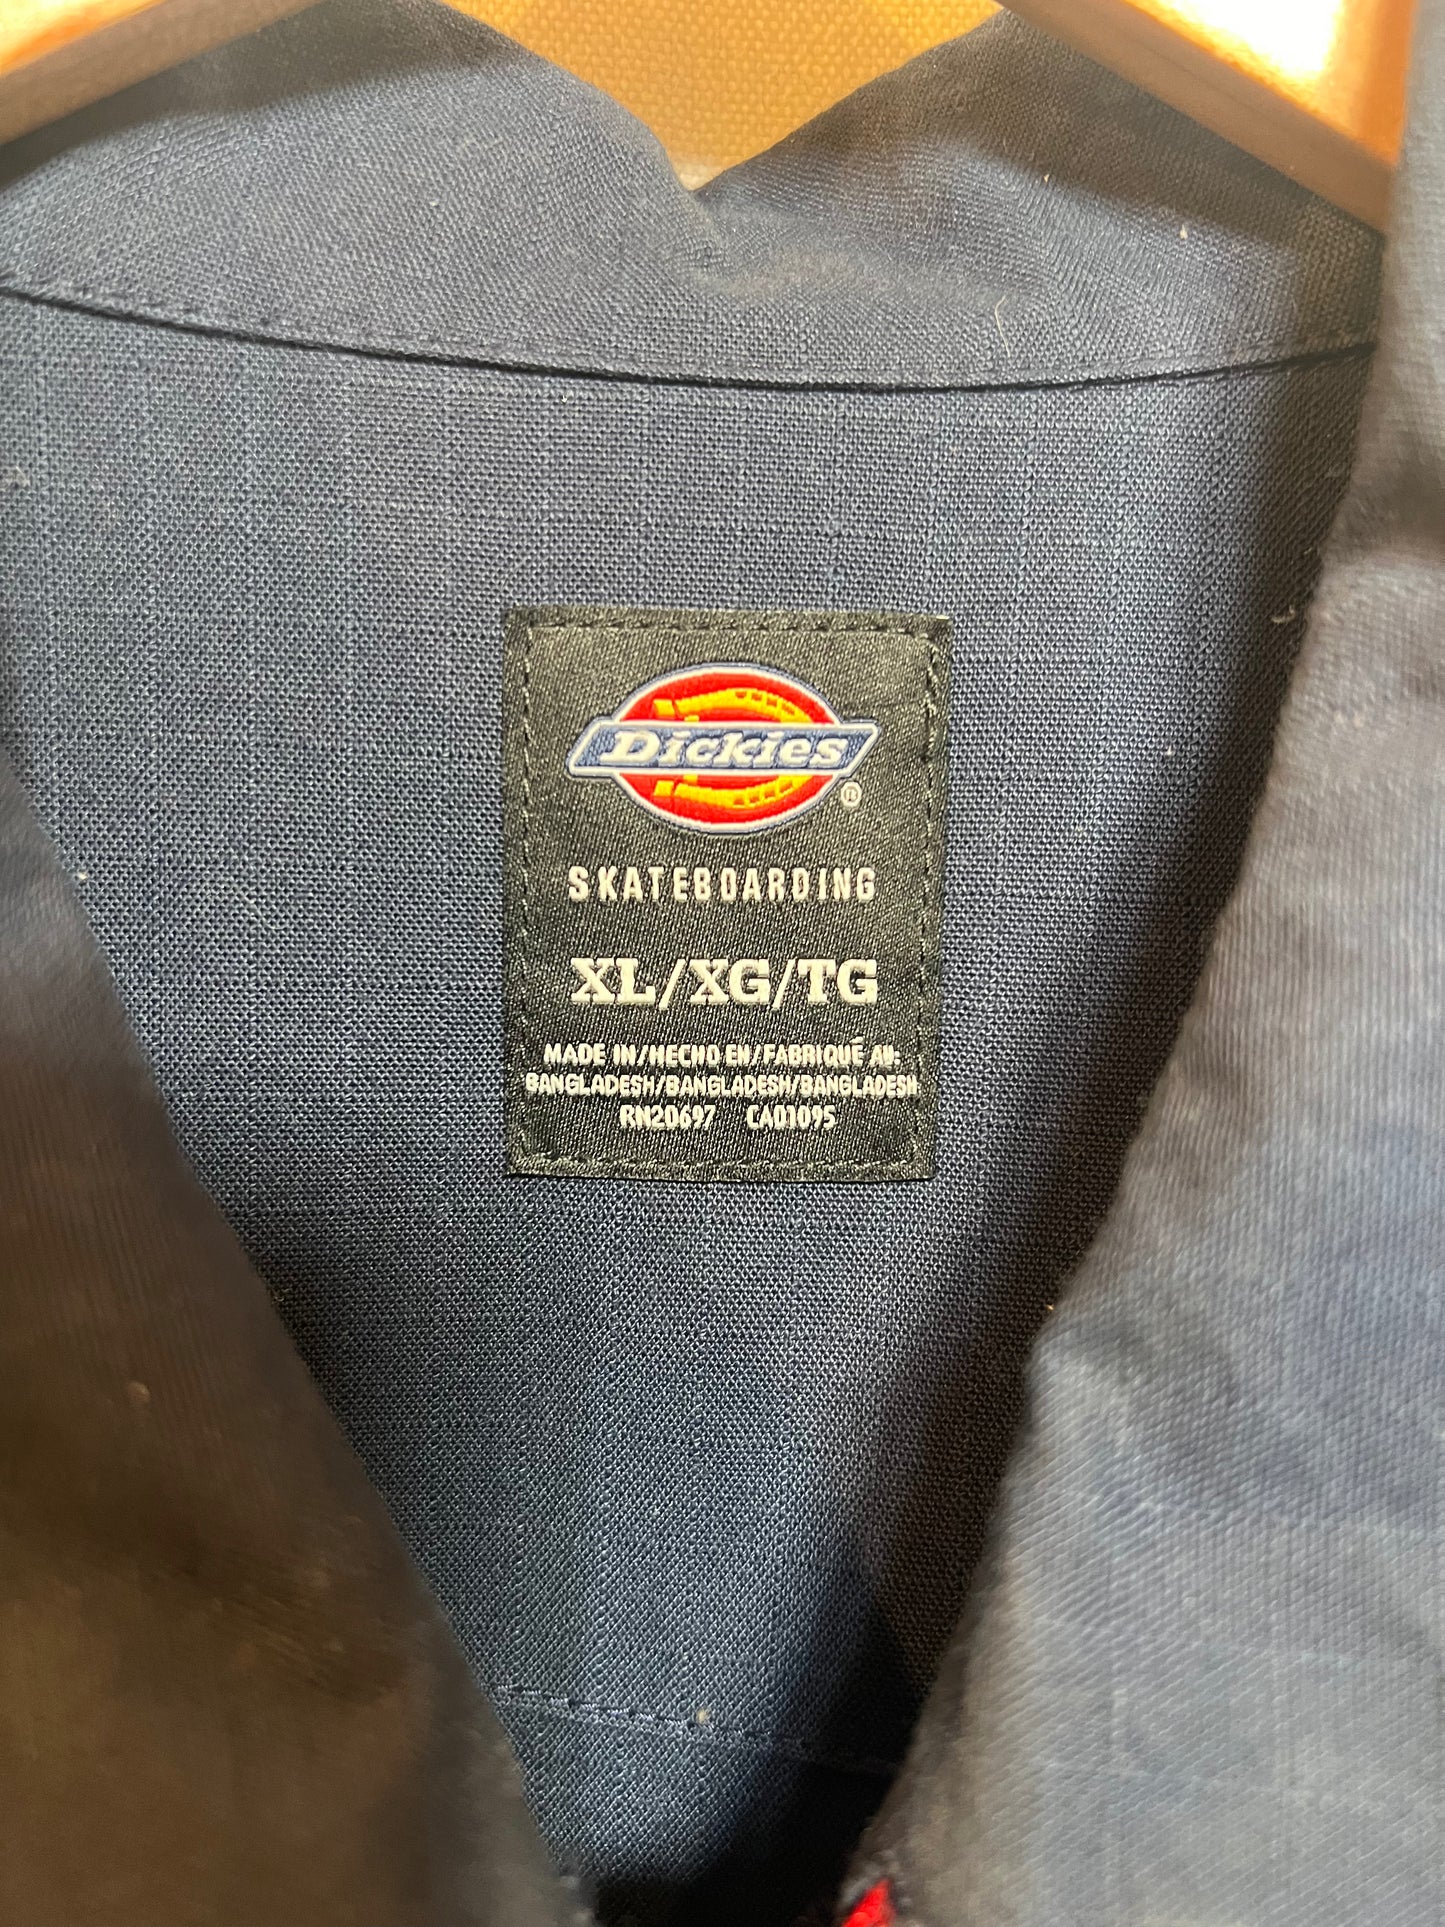 Dickies®
SKATEBOARDING
XL/XG/TG
MADE IN/HECHO EN/FABRIQUÉ AU:
BANGLADESH/BANGLADESH/BANGLADESH
RN20697 CA01095